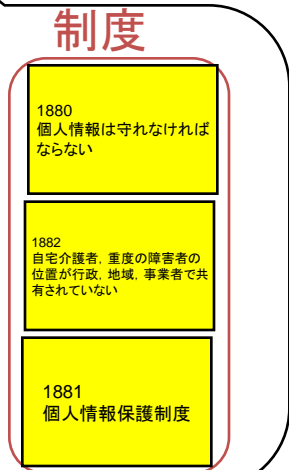 制度
1880
個人情報は守れなければ
ならない
1882
自宅介護者，重度の障害者の
位置が行政，地域，事業者で共
有されていない
1881
個人情報保護制度